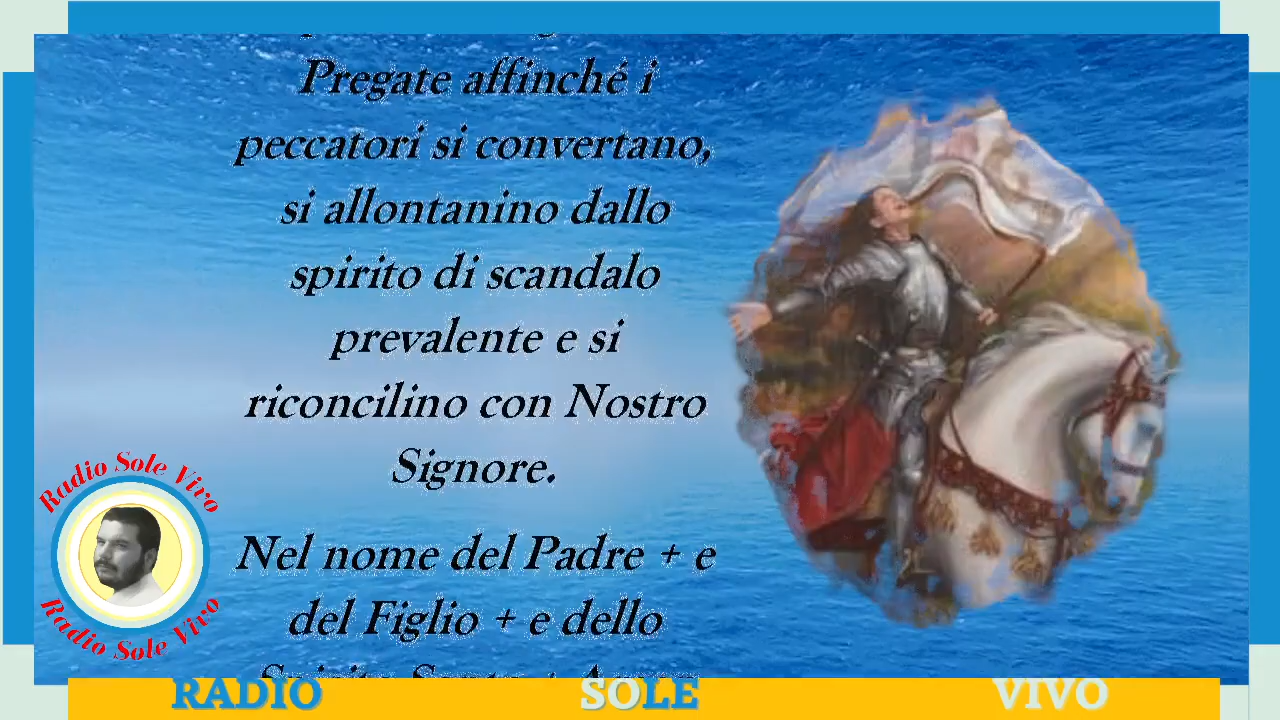 Pregate affinché i
peccatori si convertano,
si allontanino dallo
spirito di scandalo
prevalente e si
riconcilino con Nostro
Signore.
Nel nome del Padre + e
del Figlio + e dello
Radio Sole Vivo
Radio Sole Vivo
RADIO SOLE VIVO